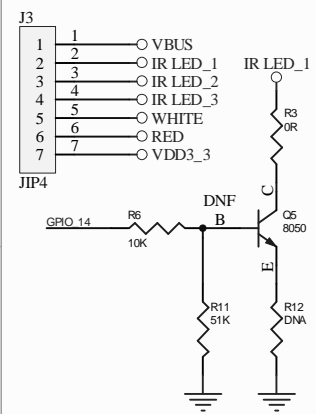 J3
1 1 VBUS
2 2 IR LED_1
3 3 IR LED_2
4 4 IR LED_3
5 5 WHITE
6 6 RED
7 7 VDD3_3
JIP4
IR LED_1
R3
0R
C
DNF
B
Q5
8050
GPIO_14
R6
10K
E
R11
51K
R12
DNA